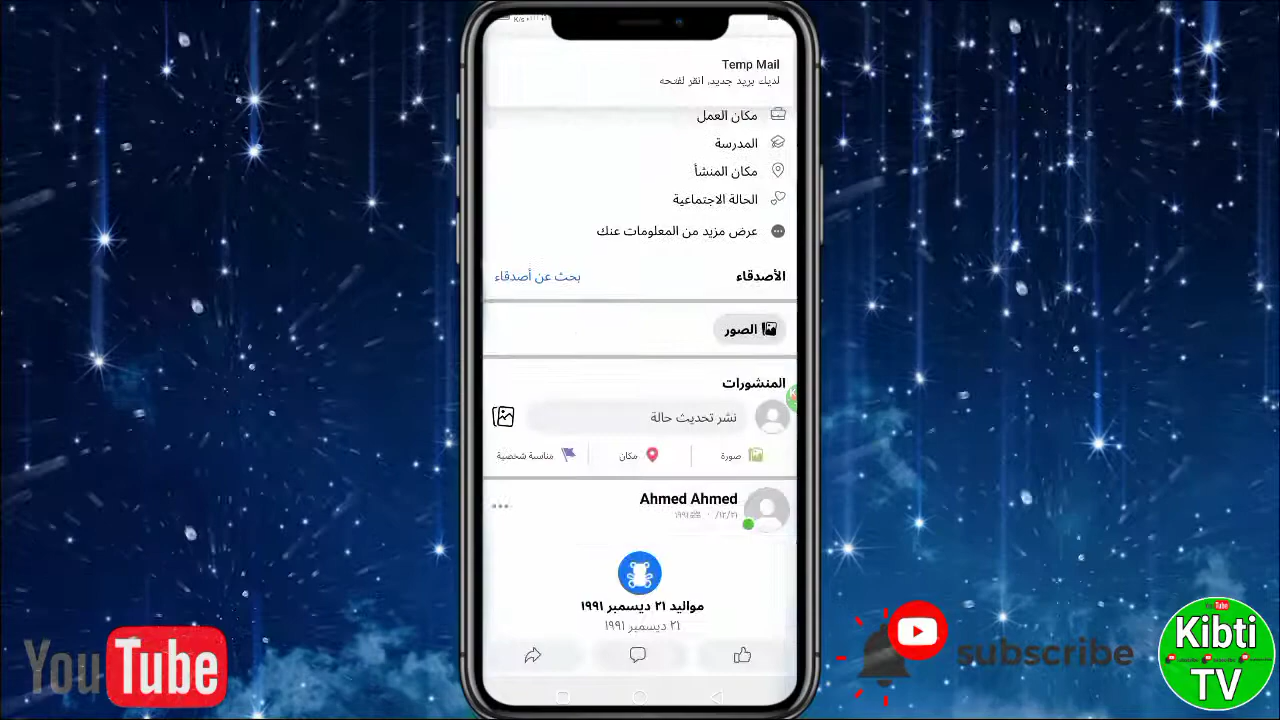 K/s
Temp Mail
لديك بريد جديد، انقر لفتحه
مكان العمل
المدرسة
مكان المنشأ
الحالة الاجتماعية
عرض مزيد من المعلومات عنك
الأصدقاء
بحث عن أصدقاء
الصور
المنشورات
نشر تحديث حالة
صورة
مكان
مناسبة شخصية
Ahmed Ahmed
مواليد ٢١ ديسمبر ١٩٩١
٢١ ديسمبر ١٩٩١
YouTube
subscribe
YouTube
Kibti
TV